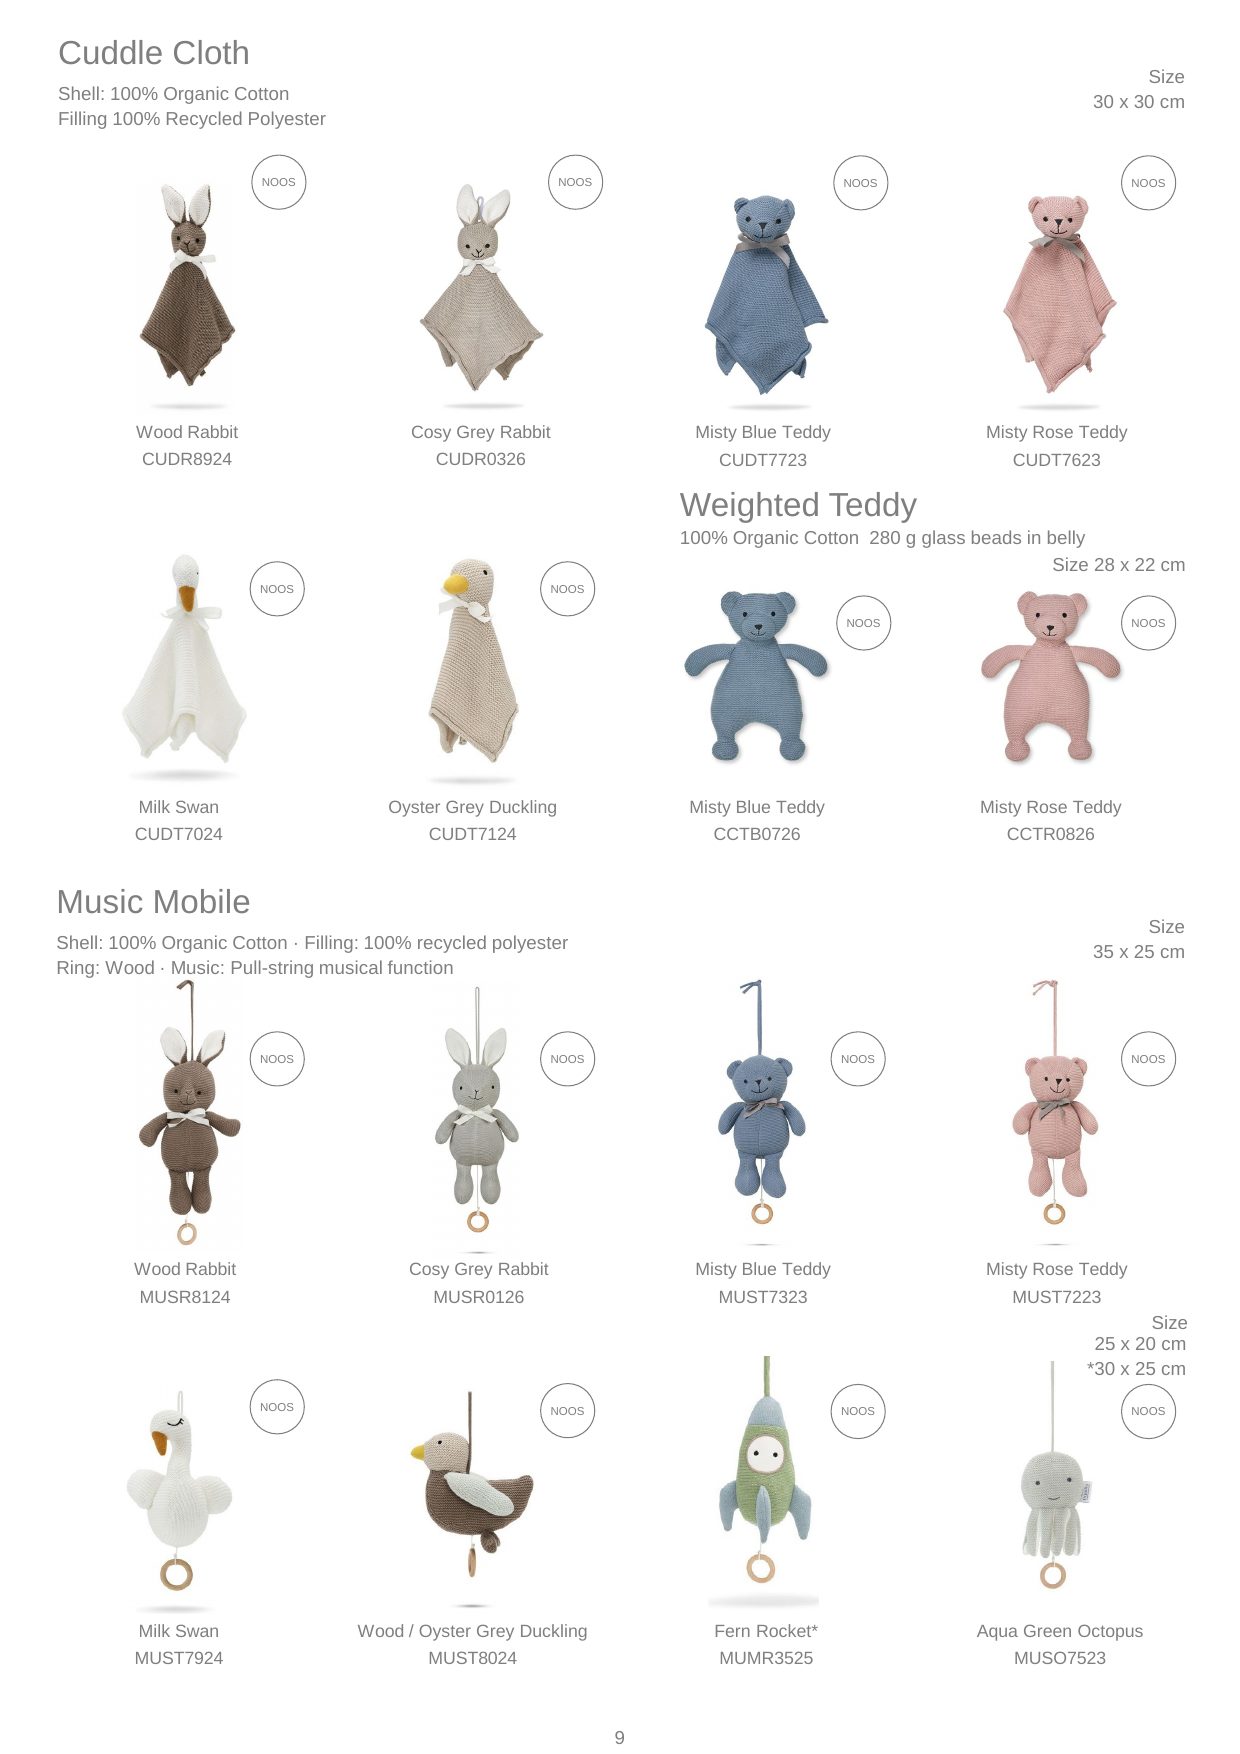 Cuddle Cloth
Shell: 100% Organic Cotton
Filling 100% Recycled Polyester
Size
30 x 30 cm
NOOS
NOOS
NOOS
NOOS
Wood Rabbit
CUDR8924
Cosy Grey Rabbit
CUDR0326
Misty Blue Teddy
CUDT7723
Misty Rose Teddy
CUDT7623
NOOS
NOOS
Milk Swan
CUDT7024
Oyster Grey Duckling
CUDT7124
Weighted Teddy
100% Organic Cotton  280 g glass beads in belly
Size 28 x 22 cm
NOOS
NOOS
Misty Blue Teddy
CCTB0726
Misty Rose Teddy
CCTR0826
Music Mobile
Shell: 100% Organic Cotton · Filling: 100% recycled polyester
Ring: Wood · Music: Pull-string musical function
Size
35 x 25 cm
NOOS
NOOS
NOOS
NOOS
Wood Rabbit
MUSR8124
Cosy Grey Rabbit
MUSR0126
Misty Blue Teddy
MUST7323
Misty Rose Teddy
MUST7223
Size
25 x 20 cm
*30 x 25 cm
NOOS
NOOS
NOOS
NOOS
Milk Swan
MUST7924
Wood / Oyster Grey Duckling
MUST8024
Fern Rocket*
MUMR3525
Aqua Green Octopus
MUSO7523
9